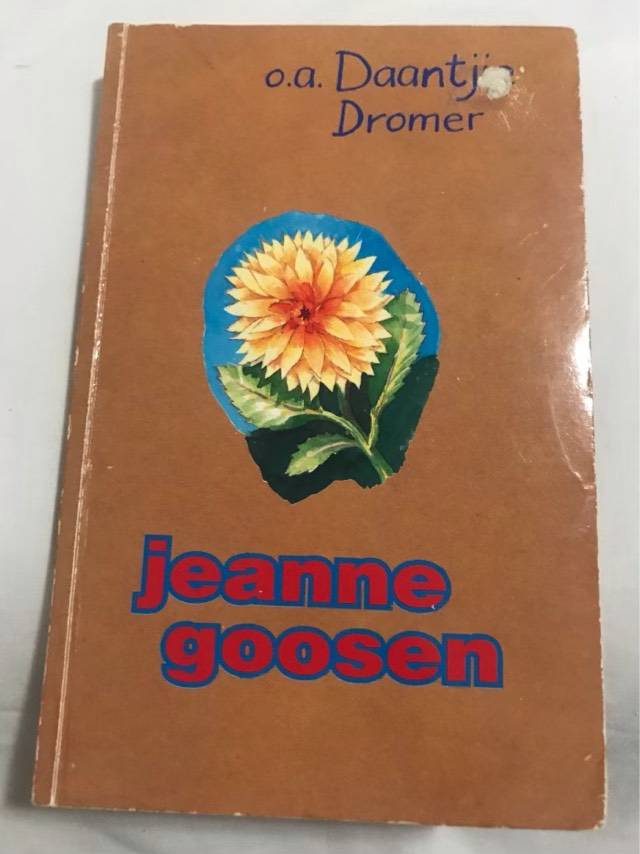 o.a. Daantjie
Dromer
jeanne
goosen